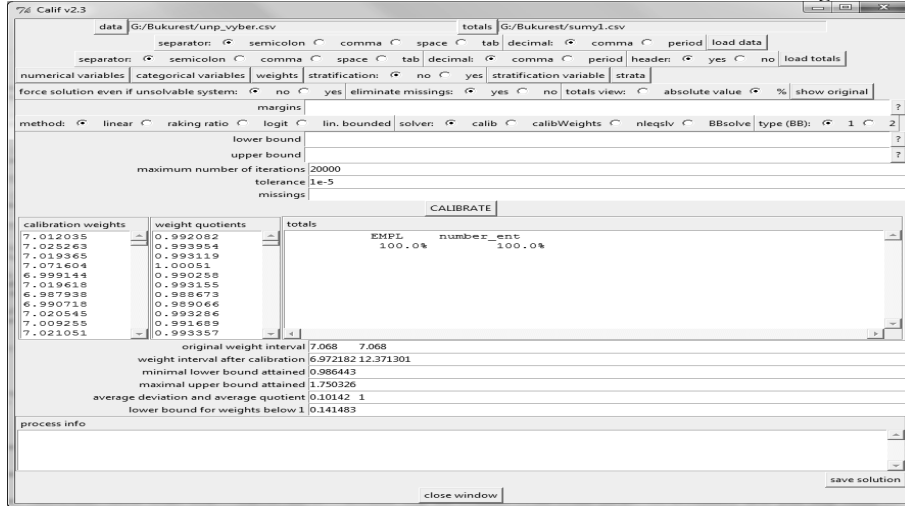 Calif v2.3
data G:/Bukurest/unp_vyber.csv totals G:/Bukurest/sumy1.csv
separator: semicolon comma space tab decimal: comma period load data
separator: semicolon comma space tab decimal: comma period header: yes no load totals
numerical variables categorical variables weights stratification: no yes stratification variable strata
force solution even if unsolvable system: no yes eliminate missings: yes no totals view: absolute value % show original
margins ?
method: linear raking ratio logit lin. bounded solver: calib calibWeights nleqslv BBsolve type (BB): 1 2
lower bound ?
upper bound ?
maximum number of iterations 20000
tolerance 1e-5
missings
CALIBRATE
calibration weights weight quotients totals
7.012035 0.992082 EMPL number_ent
7.025263 0.993954 100.0% 100.0%
7.019365 0.993119
7.071604 1.00051
6.999144 0.990258
7.019618 0.993155
6.987938 0.988673
6.990718 0.989066
7.020545 0.993286
7.009255 0.991689
7.021051 0.993357
original weight interval 7.068 7.068
weight interval after calibration 6.972182 12.371301
minimal lower bound attained 0.986443
maximal upper bound attained 1.750326
average deviation and average quotient 0.10142 1
lower bound for weights below 1 0.141483
process info
save solution
close window